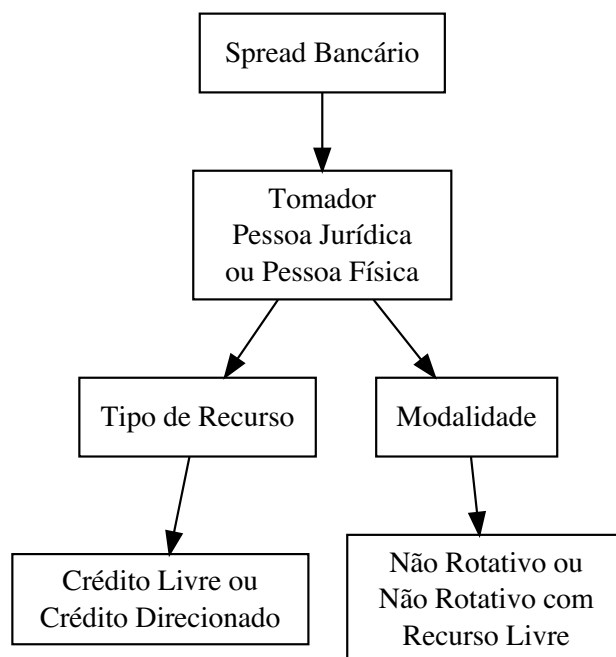 Spread Bancário
Tomador
Pessoa Jurídica
ou Pessoa Física
Tipo de Recurso
Modalidade
Crédito Livre ou
Crédito Direcionado
Não Rotativo ou
Não Rotativo com
Recurso Livre